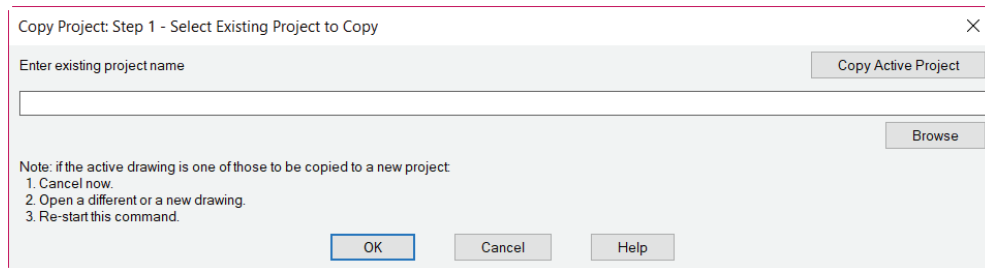 Copy Project: Step 1 - Select Existing Project to Copy
Enter existing project name
Copy Active Project
Browse
Note: if the active drawing is one of those to be copied to a new project:
1. Cancel now.
2. Open a different or a new drawing.
3. Re-start this command.
OK Cancel Help